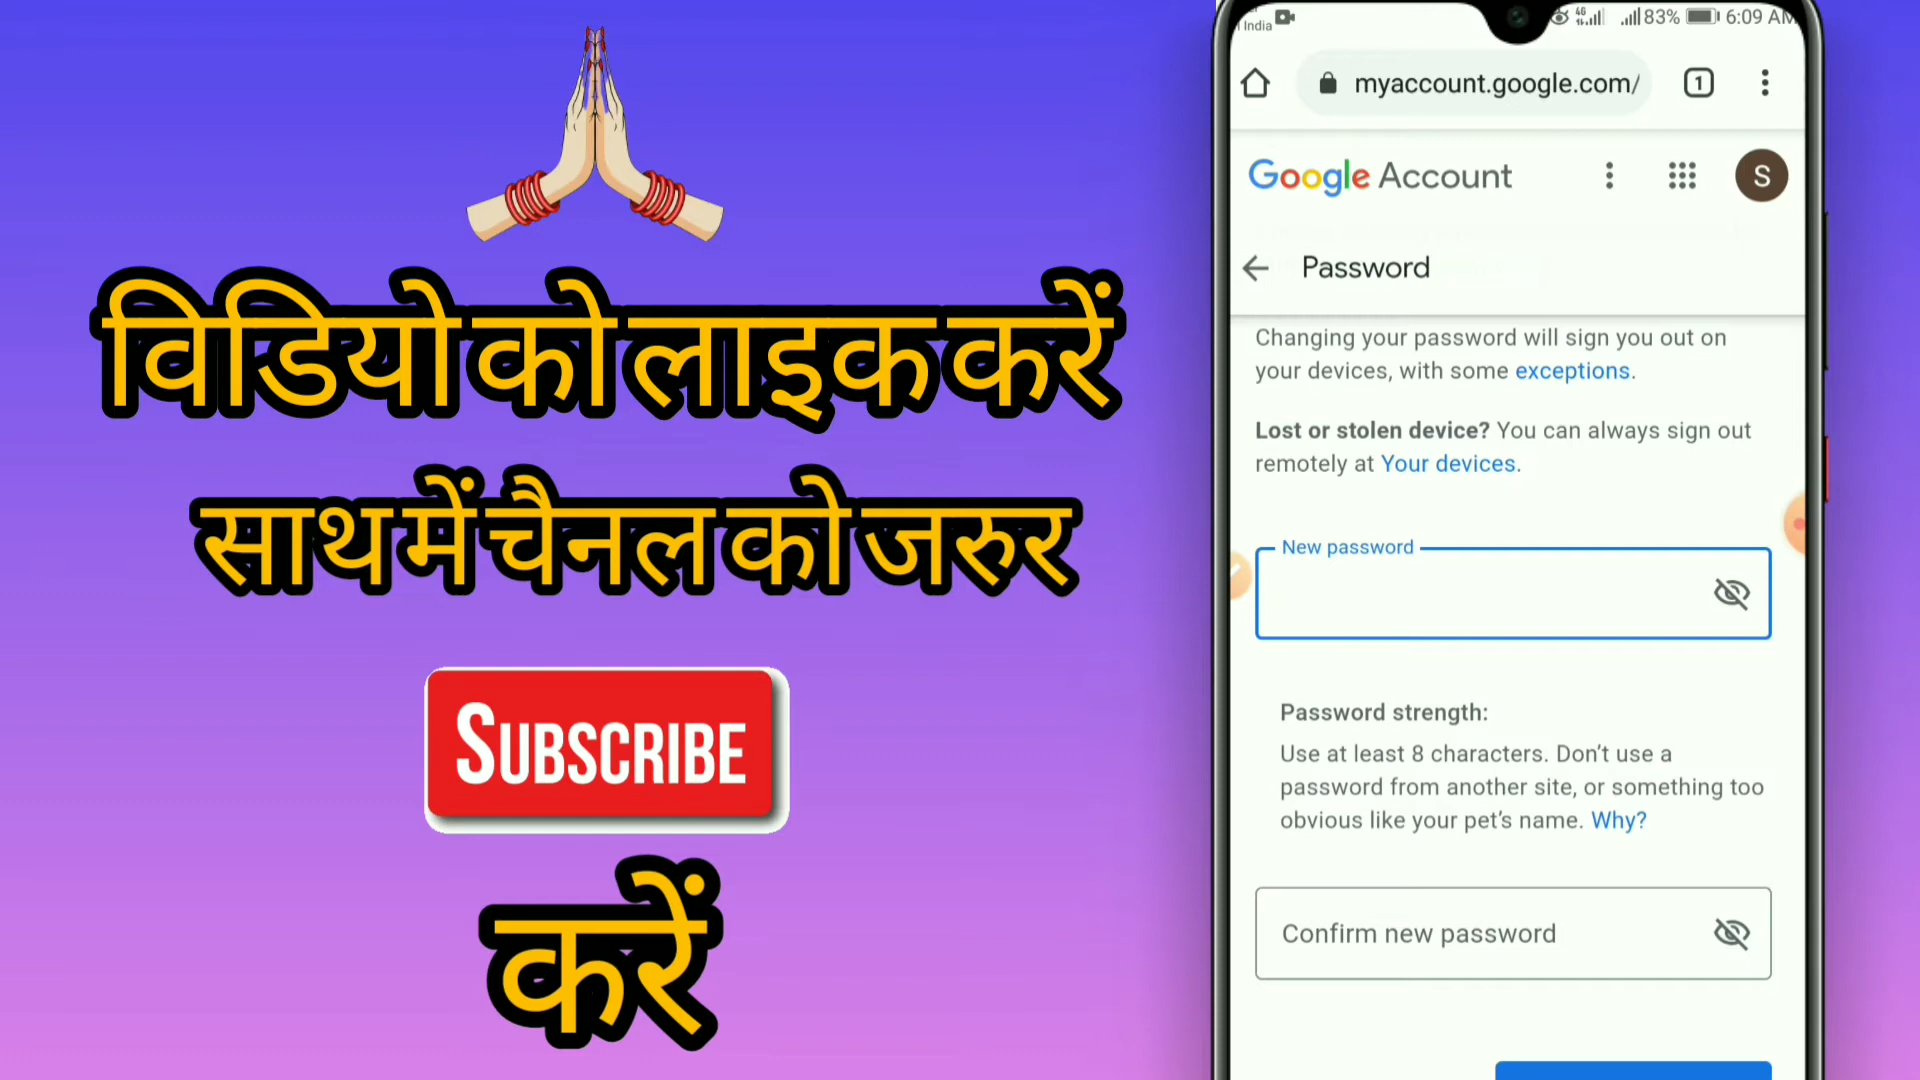 विडियो को लाइक करें
साथ में चैनल को जरुर
SUBSCRIBE
करें
India
4G
83%
6:09 AM
myaccount.google.com/
1
Google Account
S
Password
Changing your password will sign you out on
your devices, with some exceptions.
Lost or stolen device? You can always sign out
remotely at Your devices.
New password
Password strength:
Use at least 8 characters. Don’t use a
password from another site, or something too
obvious like your pet’s name. Why?
Confirm new password